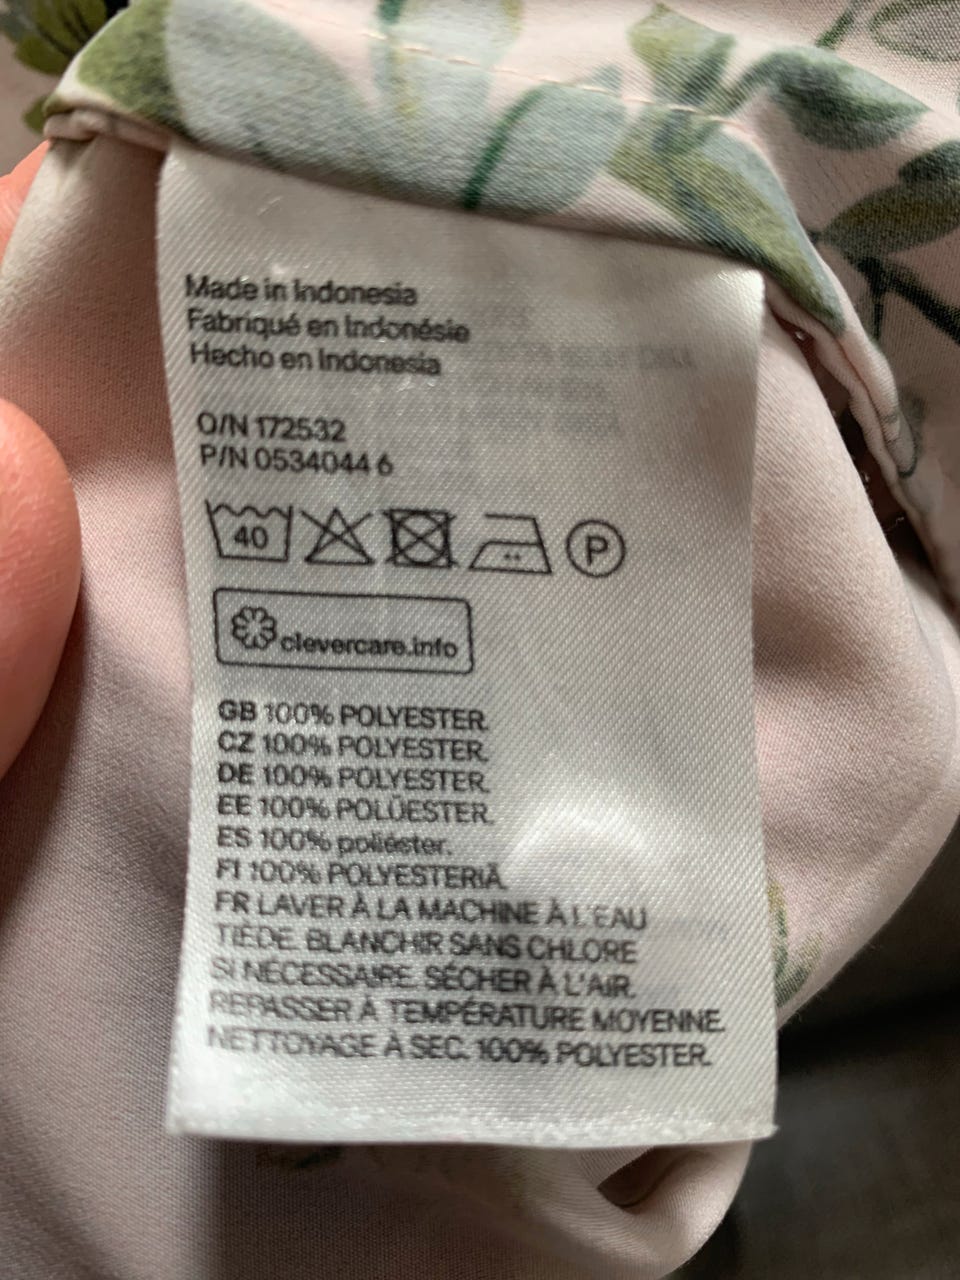 Made in Indonesia
Fabriqué en Indonésie
Hecho en Indonesia
O/N 172532
P/N 0534044 6
40
P
clevercare.info
GB 100% POLYESTER.
CZ 100% POLYESTER.
DE 100% POLYESTER.
EE 100% POLÜESTER.
ES 100% poliéster.
FI 100% POLYESTERIÄ.
FR LAVER À LA MACHINE À L'EAU
TIÈDE. BLANCHIR SANS CHLORE
SI NÉCESSAIRE. SÉCHER À L'AIR.
REPASSER À TEMPÉRATURE MOYENNE.
NETTOYAGE À SEC. 100% POLYESTER.